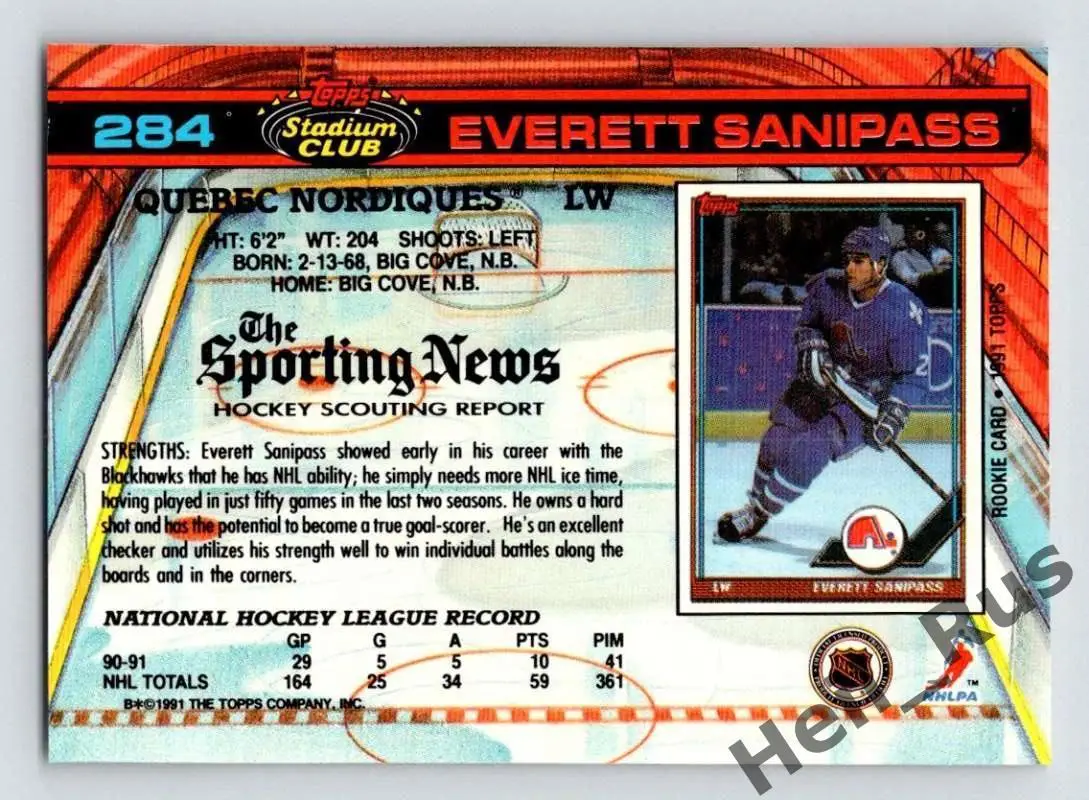 284
Topps
Stadium
CLUB
EVERETT SANIPASS
QUEBEC NORDIQUES® LW
HT: 6'2" WT: 204 SHOOTS: LEFT
BORN: 2-13-68, BIG COVE, N.B.
HOME: BIG COVE, N.B.
The
Sporting News
HOCKEY SCOUTING REPORT
STRENGTHS: Everett Sanipass showed early in his career with the
Blackhawks that he has NHL ability; he simply needs more NHL ice time,
having played in just fifty games in the last two seasons. He owns a hard
shot and has the potential to become a true goal-scorer. He's an excellent
checker and utilizes his strength well to win individual battles along the
boards and in the corners.
NATIONAL HOCKEY LEAGUE RECORD
GP G A PTS PIM
90-91 29 5 5 10 41
NHL TOTALS 164 25 34 59 361
B*©1991 THE TOPPS COMPANY, INC.
Topps
2
LW EVERETT SANIPASS
ROOKIE CARD • 1991 TOPPS
NHL
NHLPA
TM
Hell_Rus